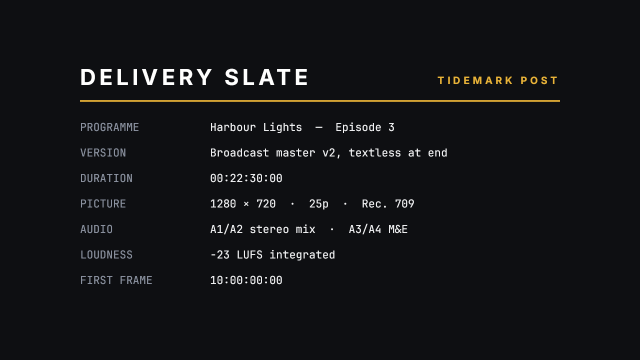 DELIVERY SLATE TIDEMARK POST
PROGRAMME Harbour Lights — Episode 3
VERSION Broadcast master v2, textless at end
DURATION 00:22:30:00
PICTURE 1280 × 720 · 25p · Rec. 709
AUDIO A1/A2 stereo mix · A3/A4 M&E
LOUDNESS -23 LUFS integrated
FIRST FRAME 10:00:00:00